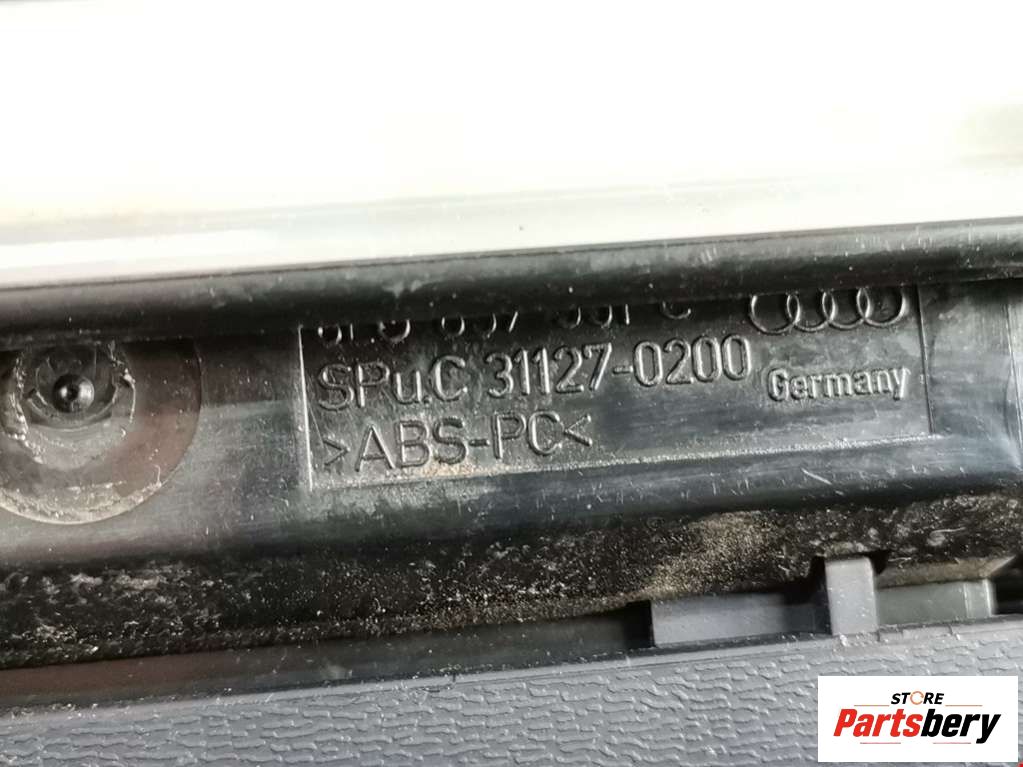 SPu.C 31127-0200
Germany
>ABS-PC<
STORE
Partsbery